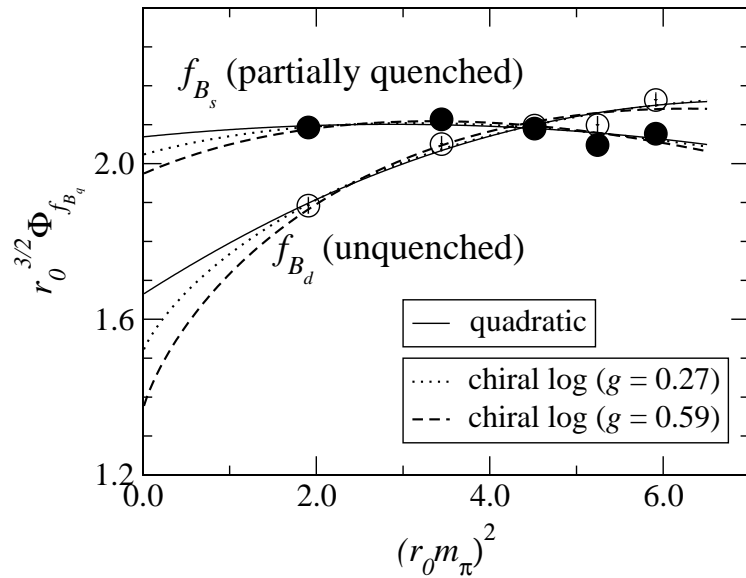 f_{B_s} (partially quenched)
2.0
r_0^{3/2} Φ_{f_{B_q}}
f_{B_d} (unquenched)
1.6
quadratic
chiral log (g = 0.27)
chiral log (g = 0.59)
1.2
0.0 2.0 4.0 6.0
(r_0 m_π)^2